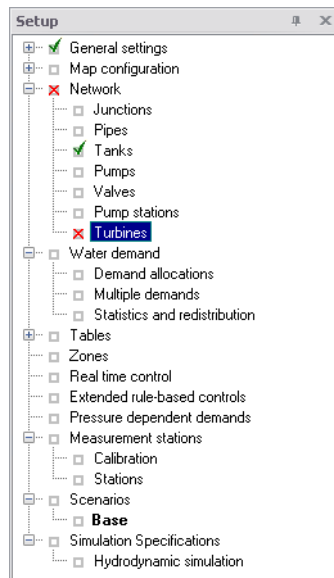 Setup
General settings
Map configuration
Network
Junctions
Pipes
Tanks
Pumps
Valves
Pump stations
Turbines
Water demand
Demand allocations
Multiple demands
Statistics and redistribution
Tables
Zones
Real time control
Extended rule-based controls
Pressure dependent demands
Measurement stations
Calibration
Stations
Scenarios
Base
Simulation Specifications
Hydrodynamic simulation